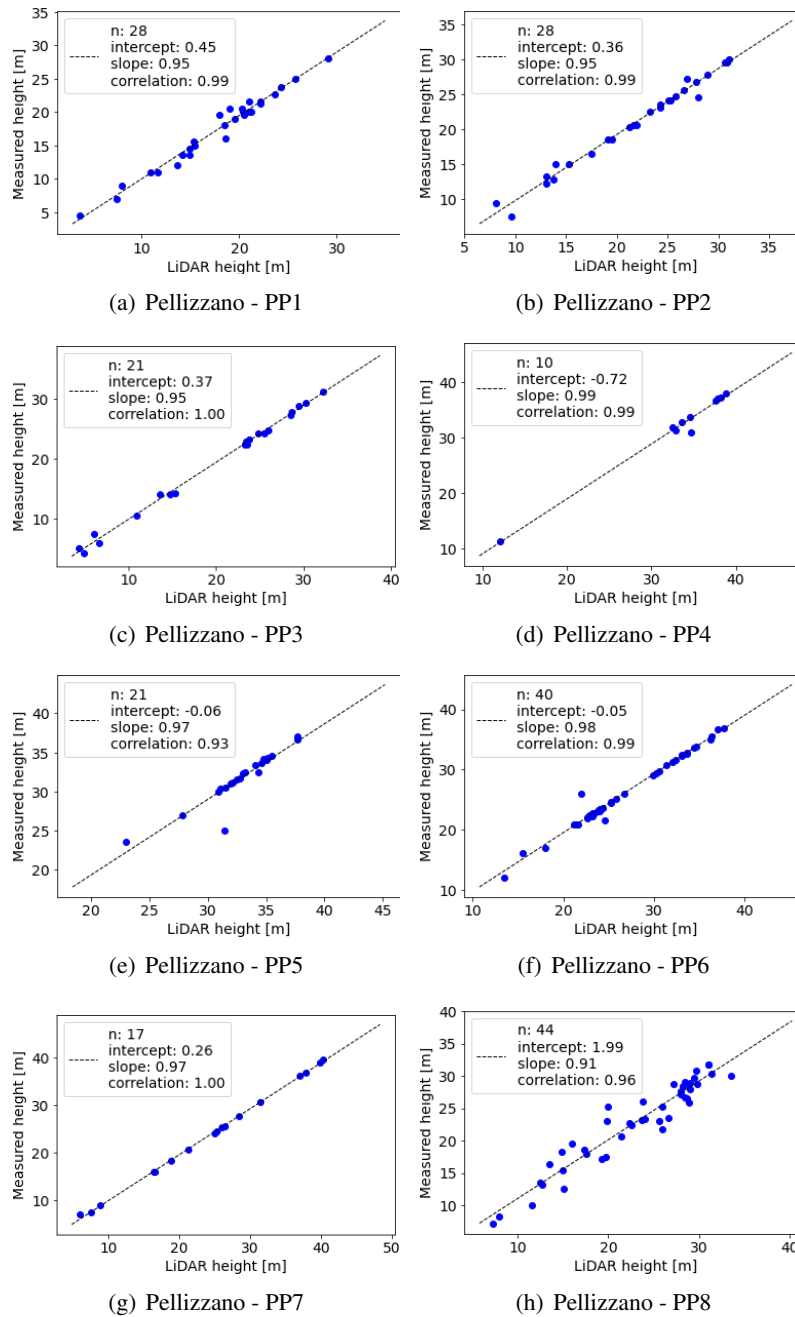 n: 28
intercept: 0.45
slope: 0.95
correlation: 0.99
Measured height [m]
35
30
25
20
15
10
5
10
20
30
LiDAR height [m]
(a) Pellizzano - PP1
n: 28
intercept: 0.36
slope: 0.95
correlation: 0.99
Measured height [m]
35
30
25
20
15
10
5
15
25
35
LiDAR height [m]
(b) Pellizzano - PP2
n: 21
intercept: 0.37
slope: 0.95
correlation: 1.00
Measured height [m]
30
20
10
10
20
30
40
LiDAR height [m]
(c) Pellizzano - PP3
n: 10
intercept: -0.72
slope: 0.99
correlation: 0.99
Measured height [m]
40
30
20
10
10
20
30
40
LiDAR height [m]
(d) Pellizzano - PP4
n: 21
intercept: -0.06
slope: 0.97
correlation: 0.93
Measured height [m]
40
35
30
25
20
20
25
30
35
40
45
LiDAR height [m]
(e) Pellizzano - PP5
n: 40
intercept: -0.05
slope: 0.98
correlation: 0.99
Measured height [m]
40
30
20
10
10
20
30
40
LiDAR height [m]
(f) Pellizzano - PP6
n: 17
intercept: 0.26
slope: 0.97
correlation: 1.00
Measured height [m]
40
30
20
10
10
20
30
40
50
LiDAR height [m]
(g) Pellizzano - PP7
n: 44
intercept: 1.99
slope: 0.91
correlation: 0.96
Measured height [m]
40
35
30
25
20
15
10
10
20
30
40
LiDAR height [m]
(h) Pellizzano - PP8